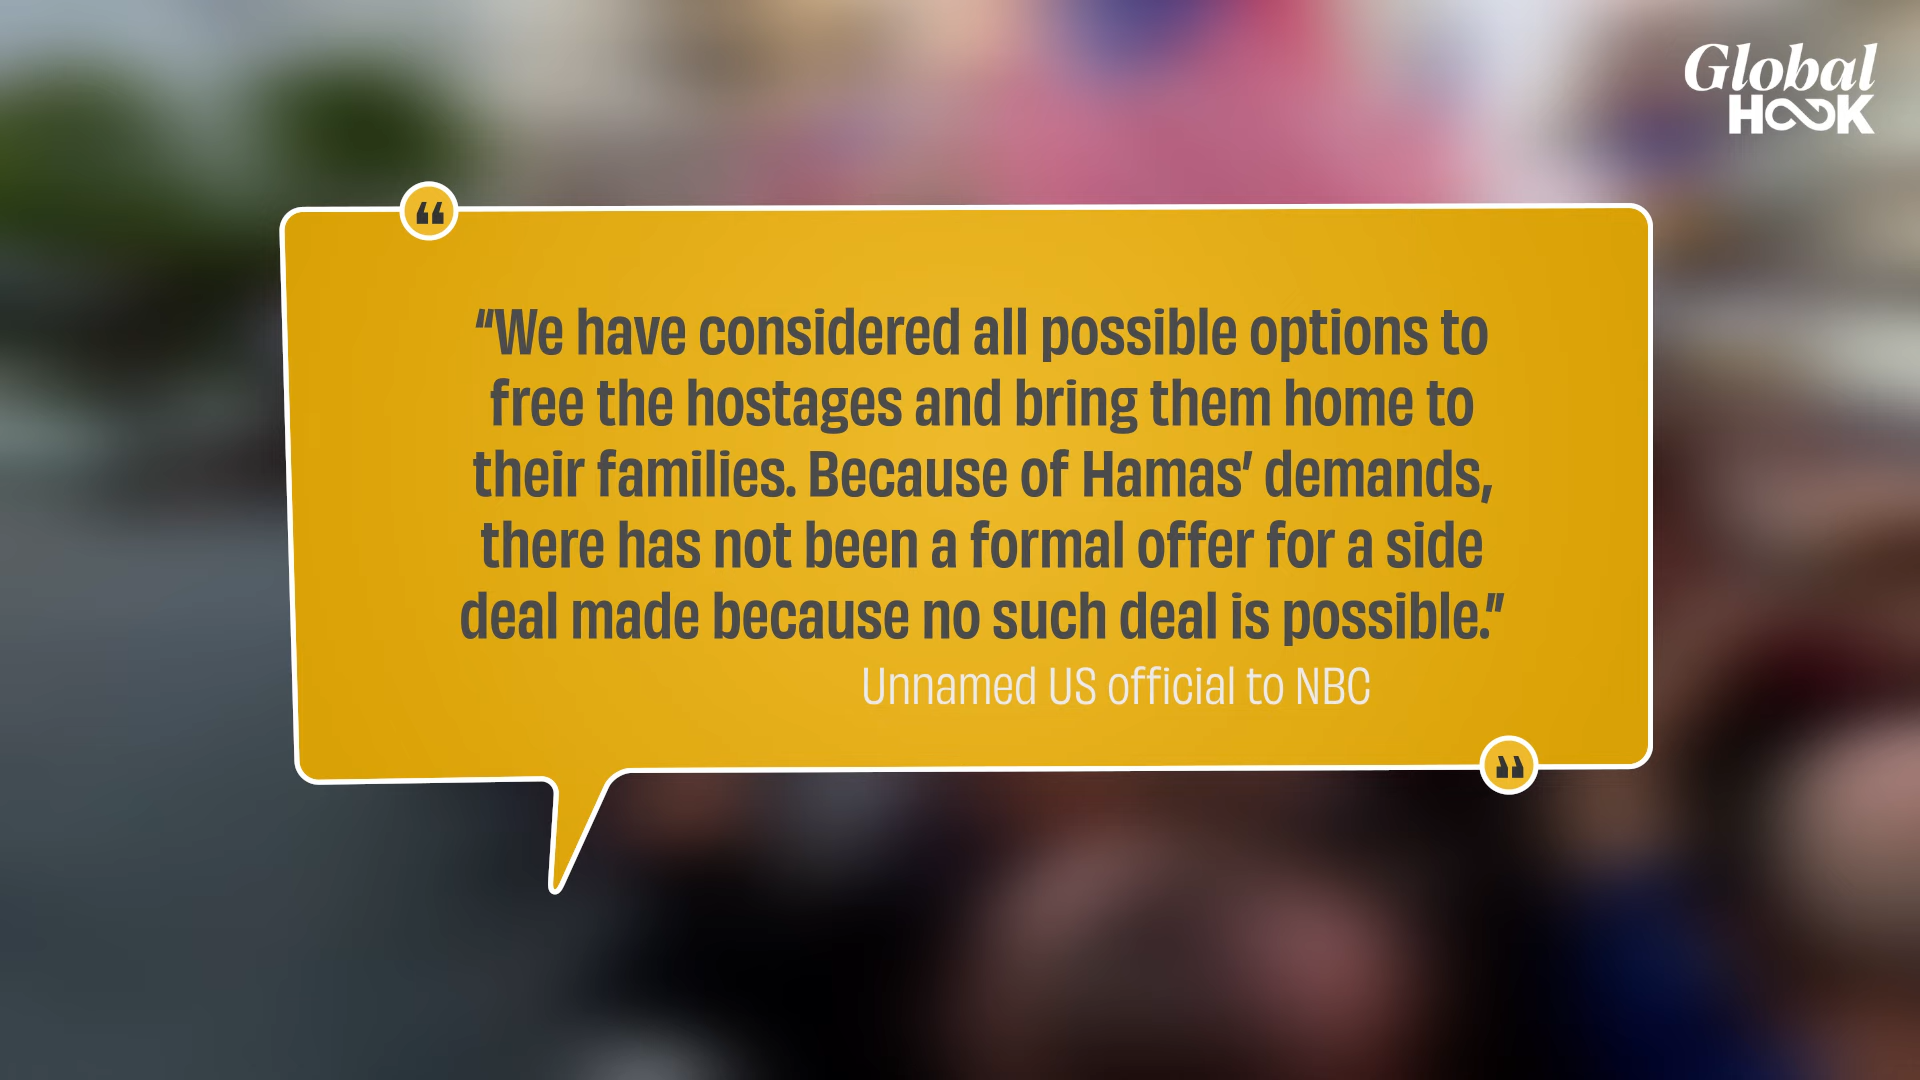 Global
HOOK
“We have considered all possible options to
free the hostages and bring them home to
their families. Because of Hamas’ demands,
there has not been a formal offer for a side
deal made because no such deal is possible.”
Unnamed US official to NBC